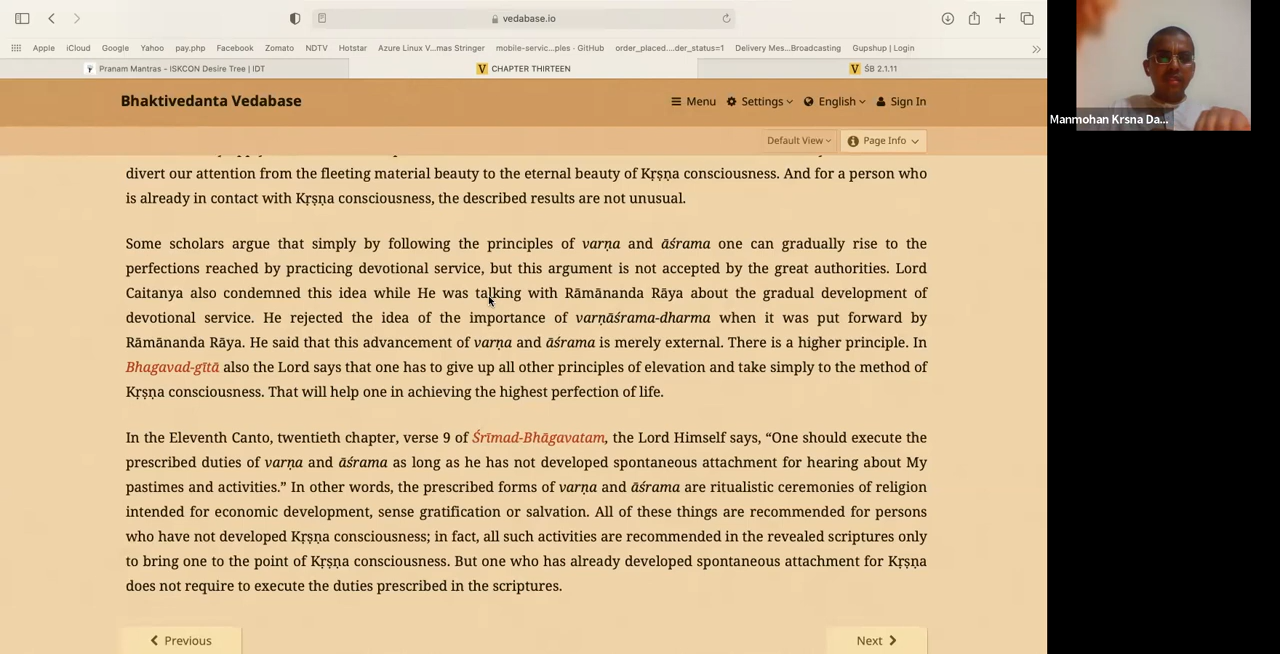 vedabase.io
Apple iCloud Google Yahoo pay.php Facebook Zomato NDTV Hotstar Azure Linux V...mas Stringer mobile-servic...ples · GitHub order_placed....der_status=1 Delivery Mes...Broadcasting Gupshup | Login
Pranam Mantras - ISKCON Desire Tree | IDT CHAPTER THIRTEEN ŚB 2.1.11
Bhaktivedanta Vedabase Menu Settings English Sign In
Manmohan Krsna Da...
Default View Page Info
divert our attention from the fleeting material beauty to the eternal beauty of Kṛṣṇa consciousness. And for a person who
is already in contact with Kṛṣṇa consciousness, the described results are not unusual.
Some scholars argue that simply by following the principles of varṇa and āśrama one can gradually rise to the
perfections reached by practicing devotional service, but this argument is not accepted by the great authorities. Lord
Caitanya also condemned this idea while He was talking with Rāmānanda Rāya about the gradual development of
devotional service. He rejected the idea of the importance of varṇāśrama-dharma when it was put forward by
Rāmānanda Rāya. He said that this advancement of varṇa and āśrama is merely external. There is a higher principle. In
Bhagavad-gītā also the Lord says that one has to give up all other principles of elevation and take simply to the method of
Kṛṣṇa consciousness. That will help one in achieving the highest perfection of life.
In the Eleventh Canto, twentieth chapter, verse 9 of Śrīmad-Bhāgavatam, the Lord Himself says, “One should execute the
prescribed duties of varṇa and āśrama as long as he has not developed spontaneous attachment for hearing about My
pastimes and activities.” In other words, the prescribed forms of varṇa and āśrama are ritualistic ceremonies of religion
intended for economic development, sense gratification or salvation. All of these things are recommended for persons
who have not developed Kṛṣṇa consciousness; in fact, all such activities are recommended in the revealed scriptures only
to bring one to the point of Kṛṣṇa consciousness. But one who has already developed spontaneous attachment for Kṛṣṇa
does not require to execute the duties prescribed in the scriptures.
Previous Next